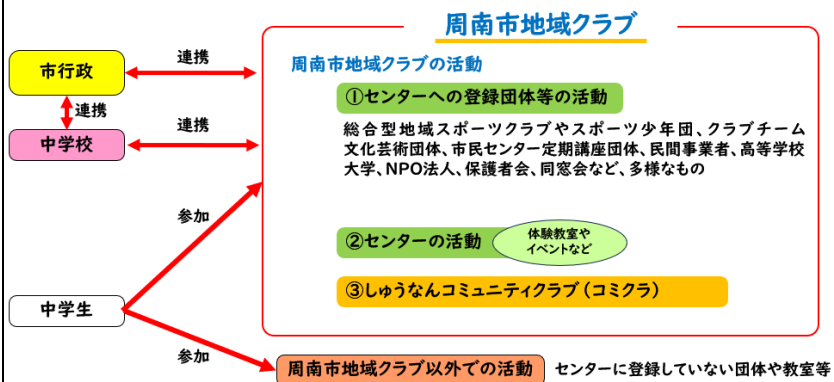 周南市地域クラブ
周南市地域クラブの活動
市行政
連携
①センターへの登録団体等の活動
連携
中学校
連携
総合型地域スポーツクラブやスポーツ少年団、クラブチーム
文化芸術団体、市民センター定期講座団体、民間事業者、高等学校
大学、NPO法人、保護者会、同窓会など、多様なもの
参加
②センターの活動
体験教室や
イベントなど
③しゅうなんコミュニティクラブ(コミクラ)
中学生
参加
周南市地域クラブ以外での活動
センターに登録していない団体や教室等